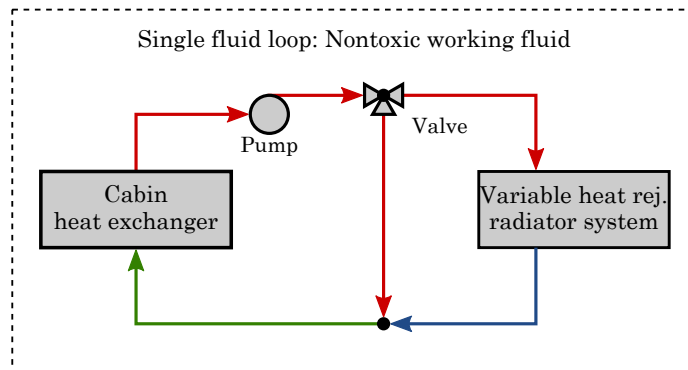 Single fluid loop: Nontoxic working fluid
Pump
Valve
Cabin
heat exchanger
Variable heat rej.
radiator system